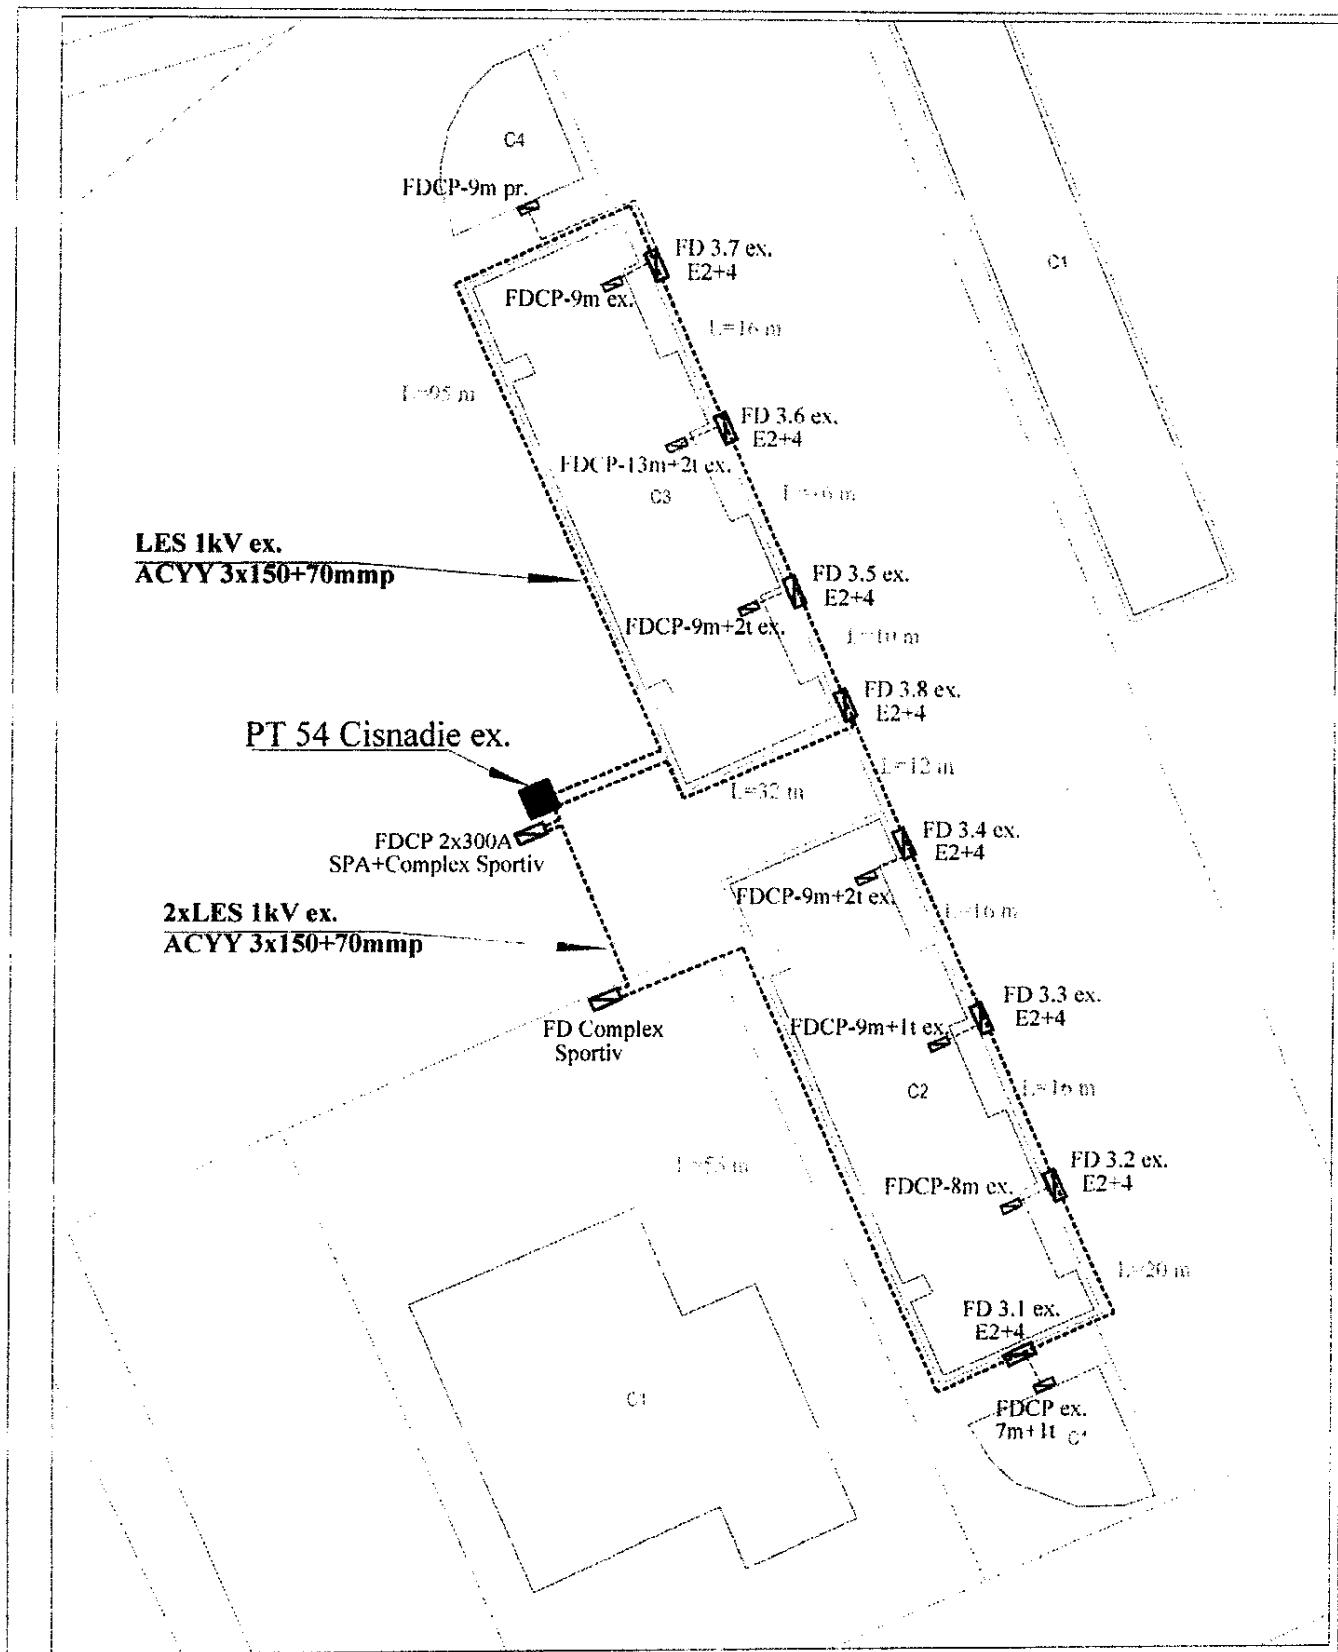 C4
FDCP-9m pr.
FD 3.7 ex.
E2+4
C1
FDCP-9m ex.
L=16 m
L=95 m
FD 3.6 ex.
E2+4
FDCP-13m+2t ex.
C3
LES 1kV ex.
ACYY 3x150+70mmp
FD 3.5 ex.
E2+4
FDCP-9m+2t ex.
L=10 m
FD 3.8 ex.
E2+4
PT 54 Cisnadie ex.
L=12 m
L=32 m
FDCP 2x300A
SPA+Complex Sportiv
FD 3.4 ex.
E2+4
FDCP-9m+2t ex.
L=16 m
2xLES 1kV ex.
ACYY 3x150+70mmp
FD 3.3 ex.
E2+4
FD Complex
Sportiv
FDCP-9m+1t ex.
C2
L=16 m
FD 3.2 ex.
E2+4
FDCP-8m ex.
L=20 m
FD 3.1 ex.
E2+4
C1
FDCP ex.
7m+1t